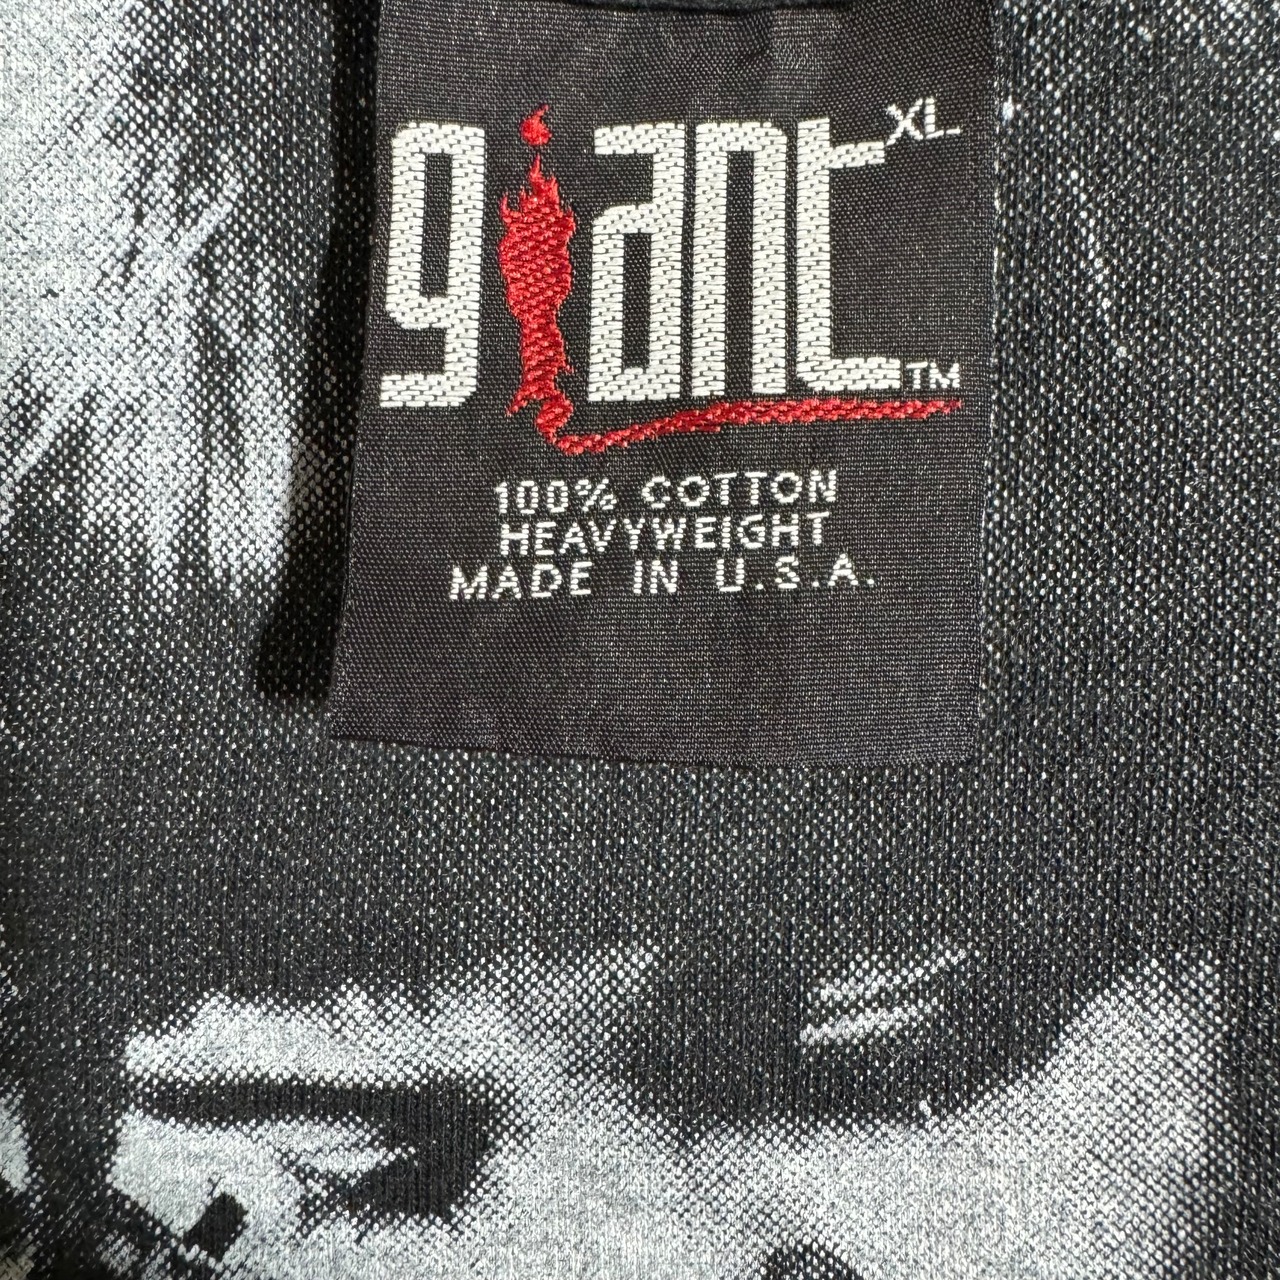 giant XL
TM
100% COTTON
HEAVYWEIGHT
MADE IN U.S.A.